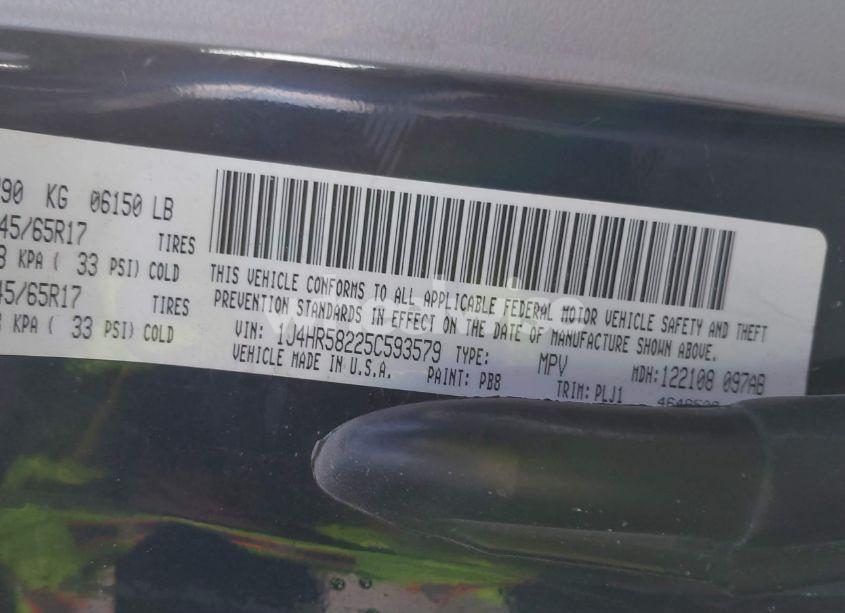 90 KG 06150 LB
45/65R17 TIRES
KPA ( 33 PSI) COLD
45/65R17 TIRES
KPA ( 33 PSI) COLD
THIS VEHICLE CONFORMS TO ALL APPLICABLE FEDERAL MOTOR VEHICLE SAFETY AND THEFT
PREVENTION STANDARDS IN EFFECT ON THE DATE OF MANUFACTURE SHOWN ABOVE.
VIN: 1J4HR58225C593579 TYPE: MPV MDH:122108 097AB
VEHICLE MADE IN U.S.A. PAINT: PB8 TRIM: PLJ1